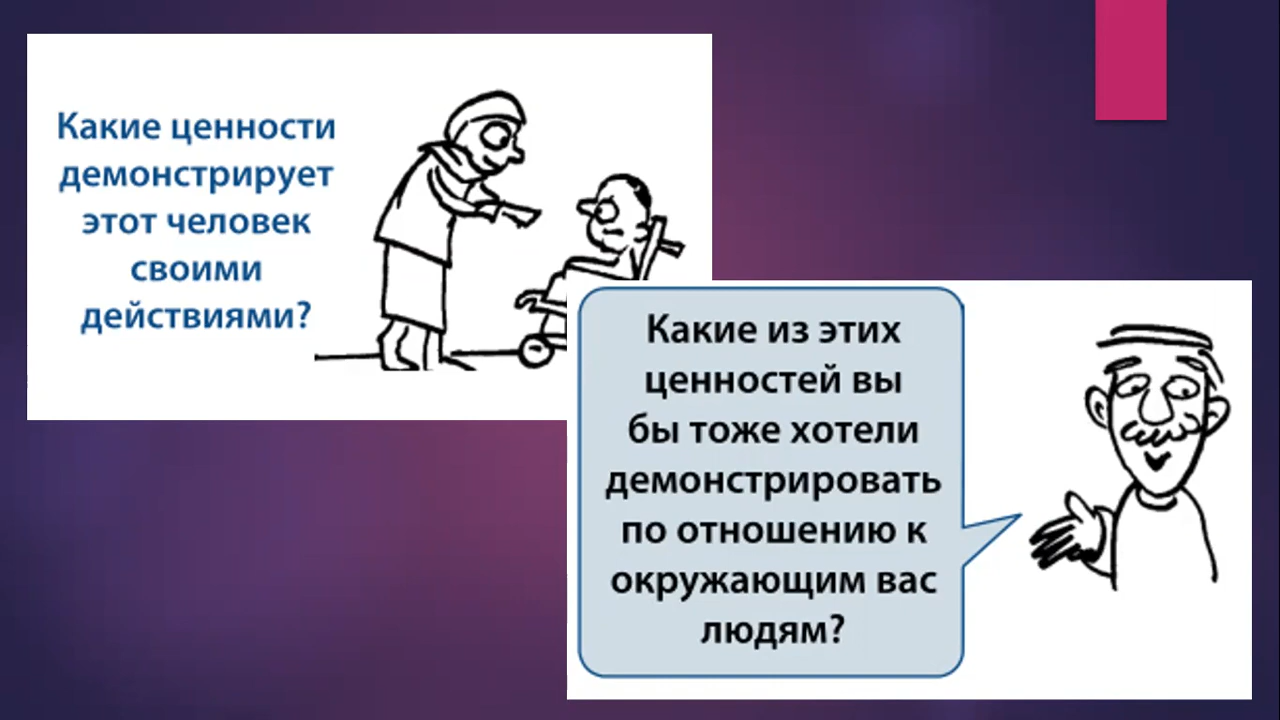 Какие ценности
демонстрирует
этот человек
своими
действиями?
Какие из этих
ценностей вы
бы тоже хотели
демонстрировать
по отношению к
окружающим вас
людям?